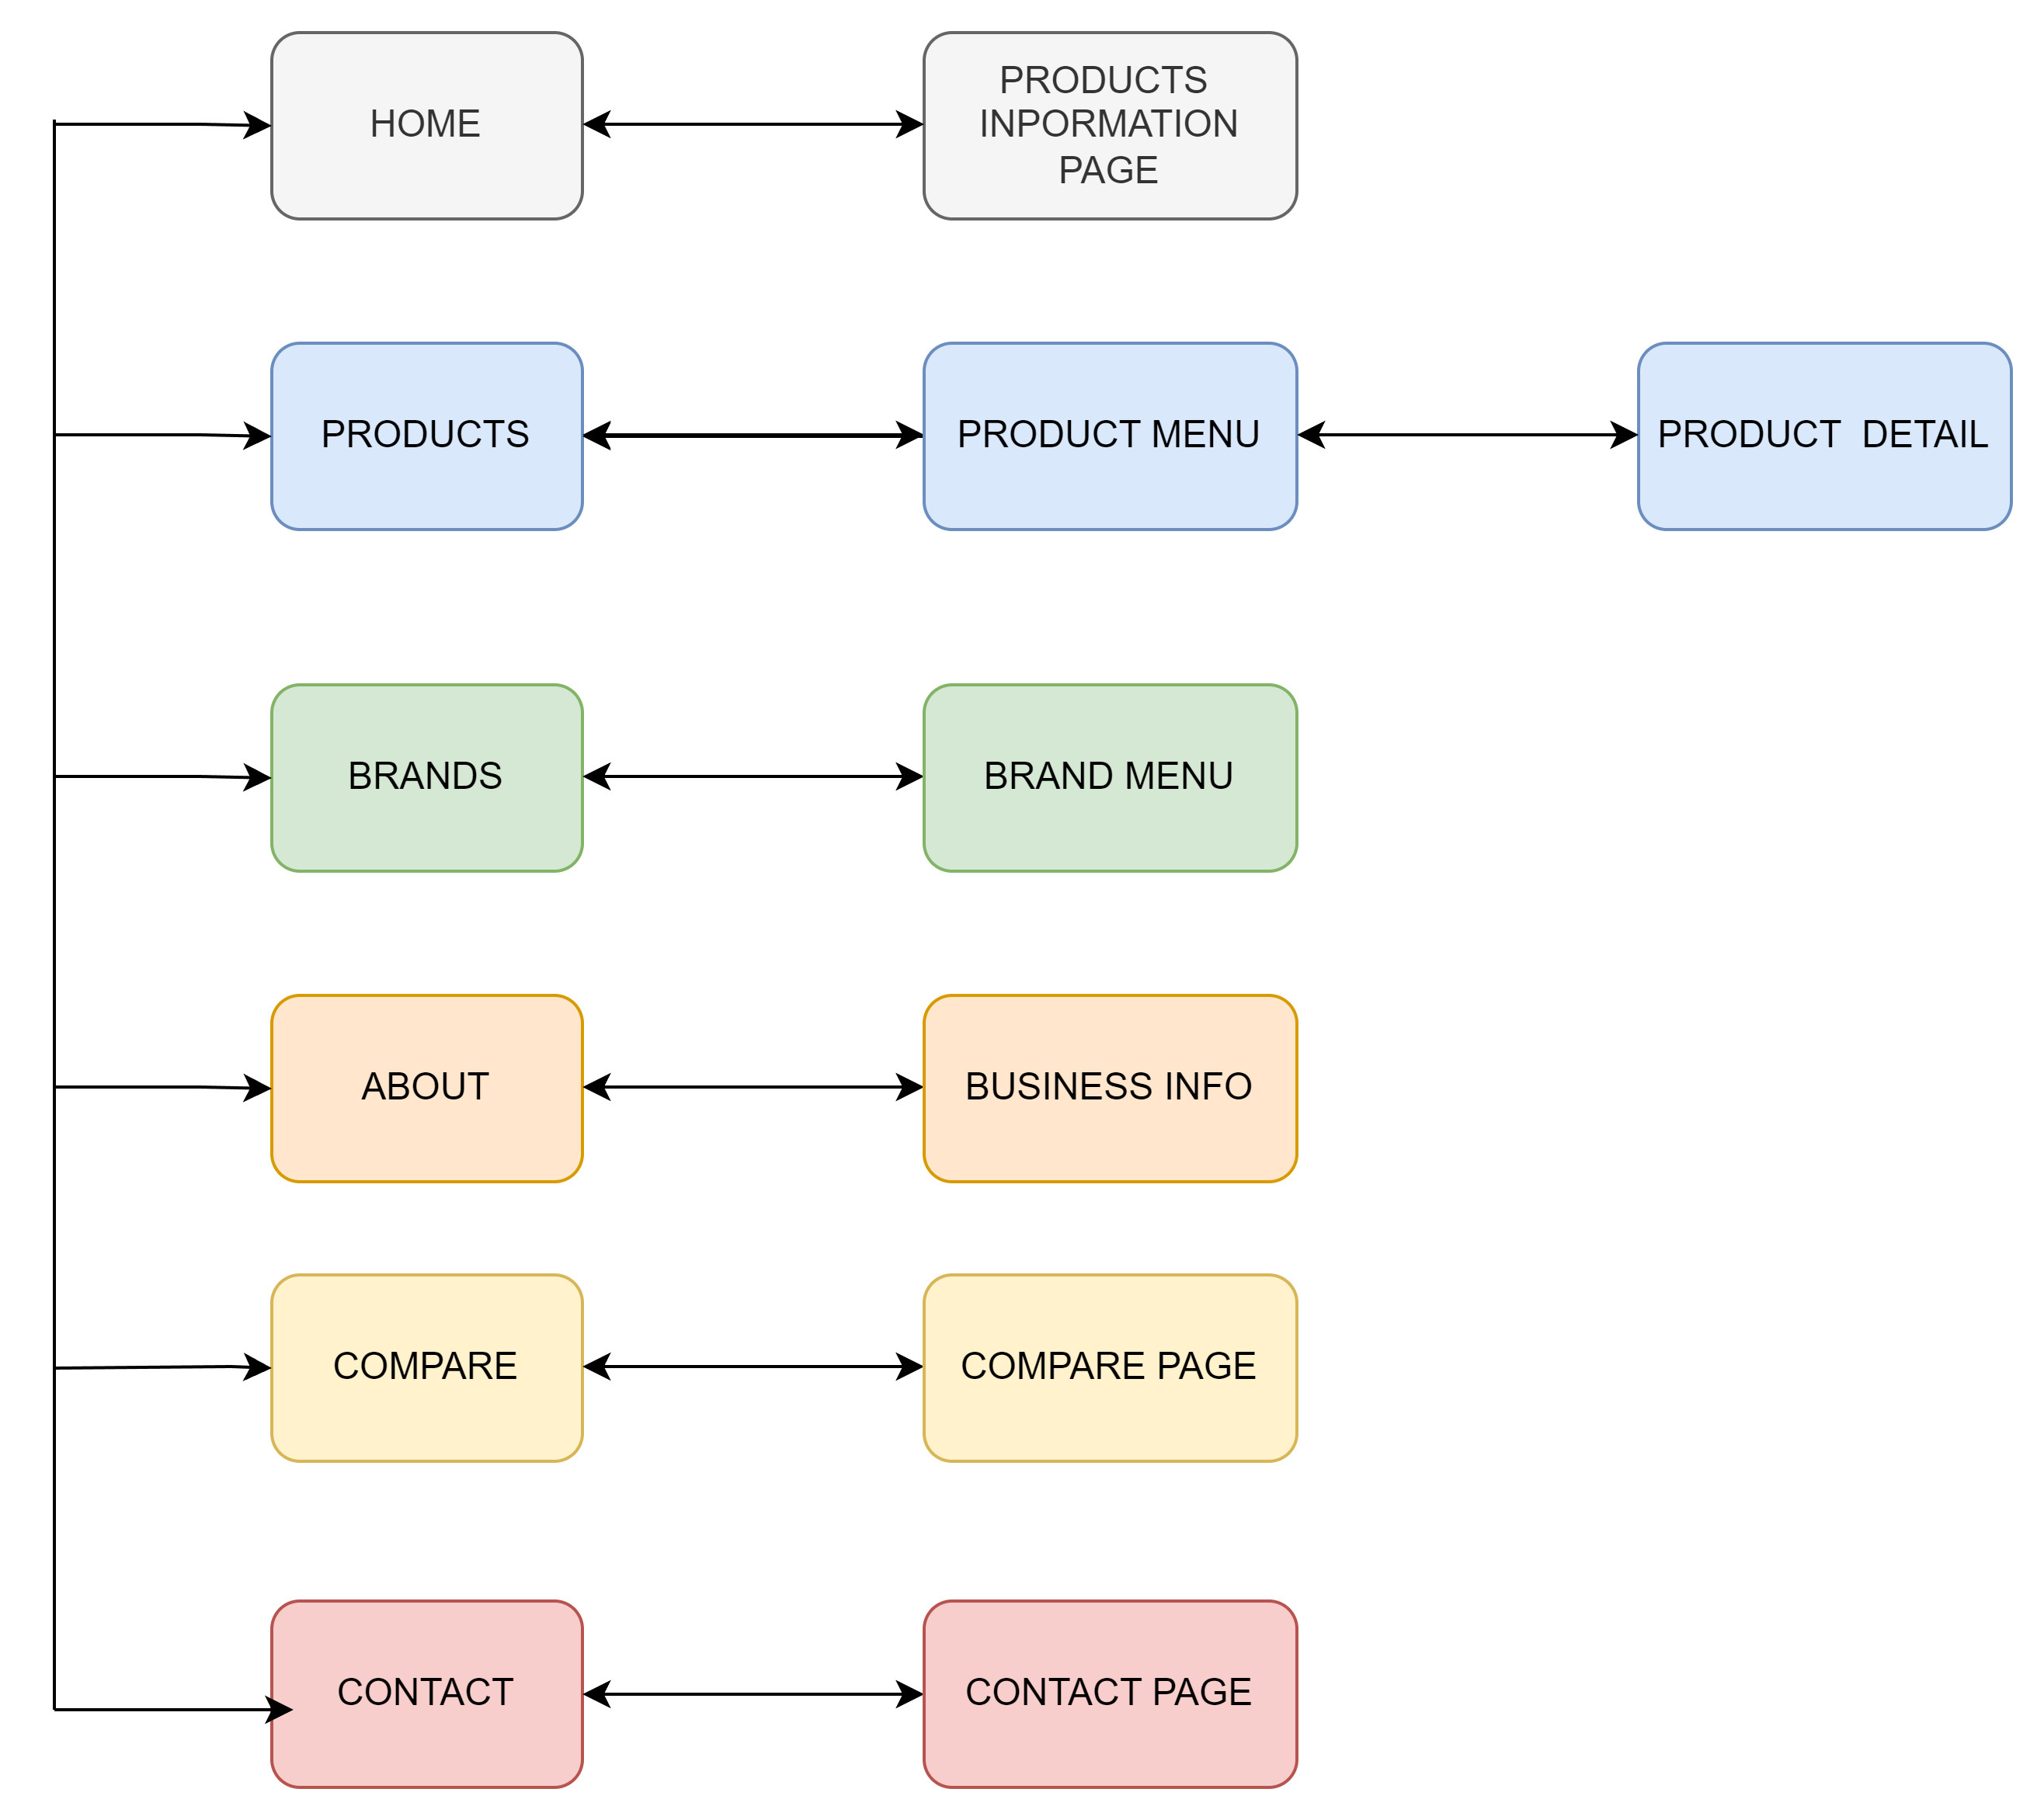 HOME
PRODUCTS
INPORMATION
PAGE
PRODUCTS
PRODUCT MENU
PRODUCT  DETAIL
BRANDS
BRAND MENU
ABOUT
BUSINESS INFO
COMPARE
COMPARE PAGE
CONTACT
CONTACT PAGE